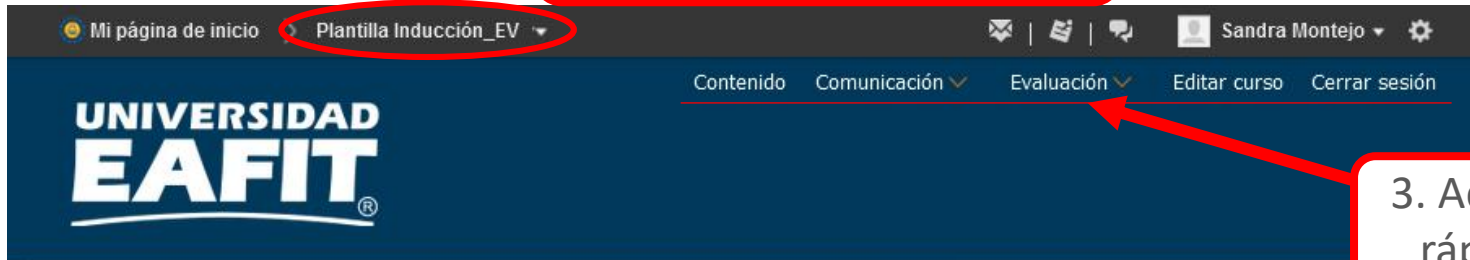 Mi página de inicio Plantilla Inducción_EV | | Sandra Montejo
Contenido Comunicación Evaluación Editar curso Cerrar sesión
UNIVERSIDAD
EAFIT®
3.